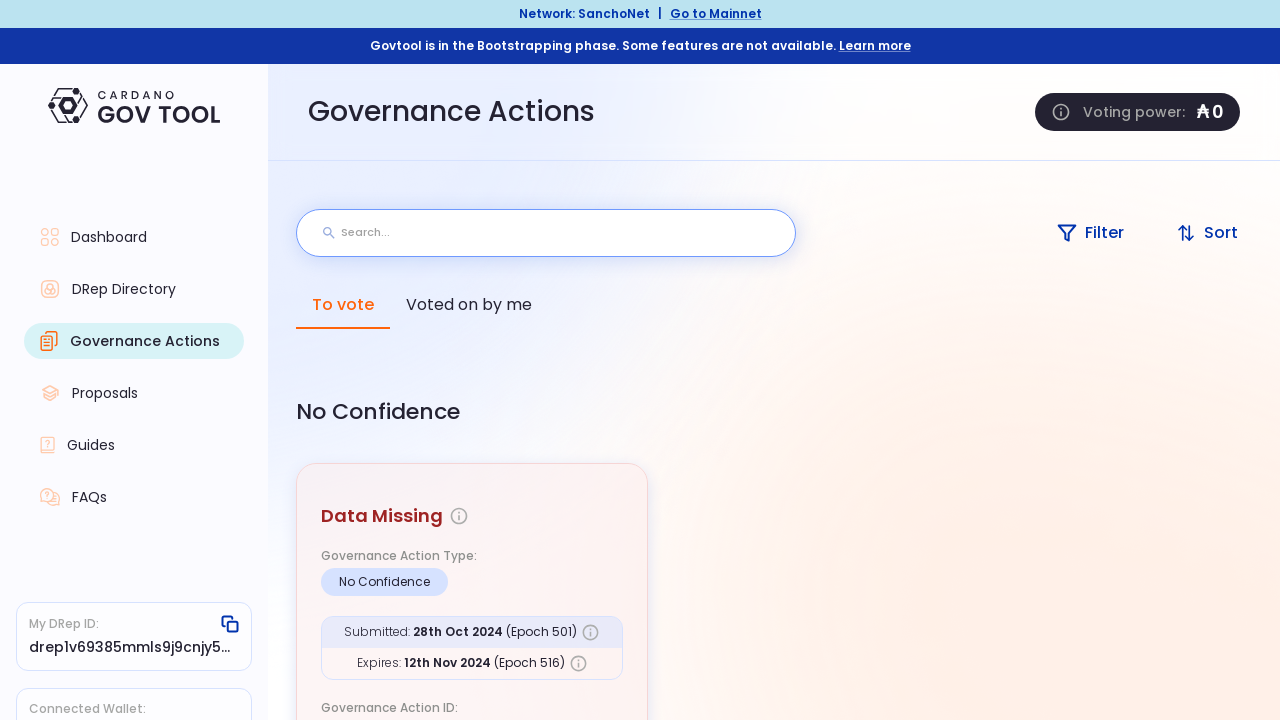 Network: SanchoNet | Go to Mainnet
Govtool is in the Bootstrapping phase. Some features are not available. Learn more
CARDANO
GOV TOOL
Governance Actions
Voting power: ₳ 0
Dashboard
DRep Directory
Governance Actions
Proposals
Guides
FAQs
My DRep ID:
drep1v69385mmls9j9cnjy5...
Connected Wallet:
Search...
Filter
Sort
To vote
Voted on by me
No Confidence
Data Missing
Governance Action Type:
No Confidence
Submitted: 28th Oct 2024 (Epoch 501)
Expires: 12th Nov 2024 (Epoch 516)
Governance Action ID: